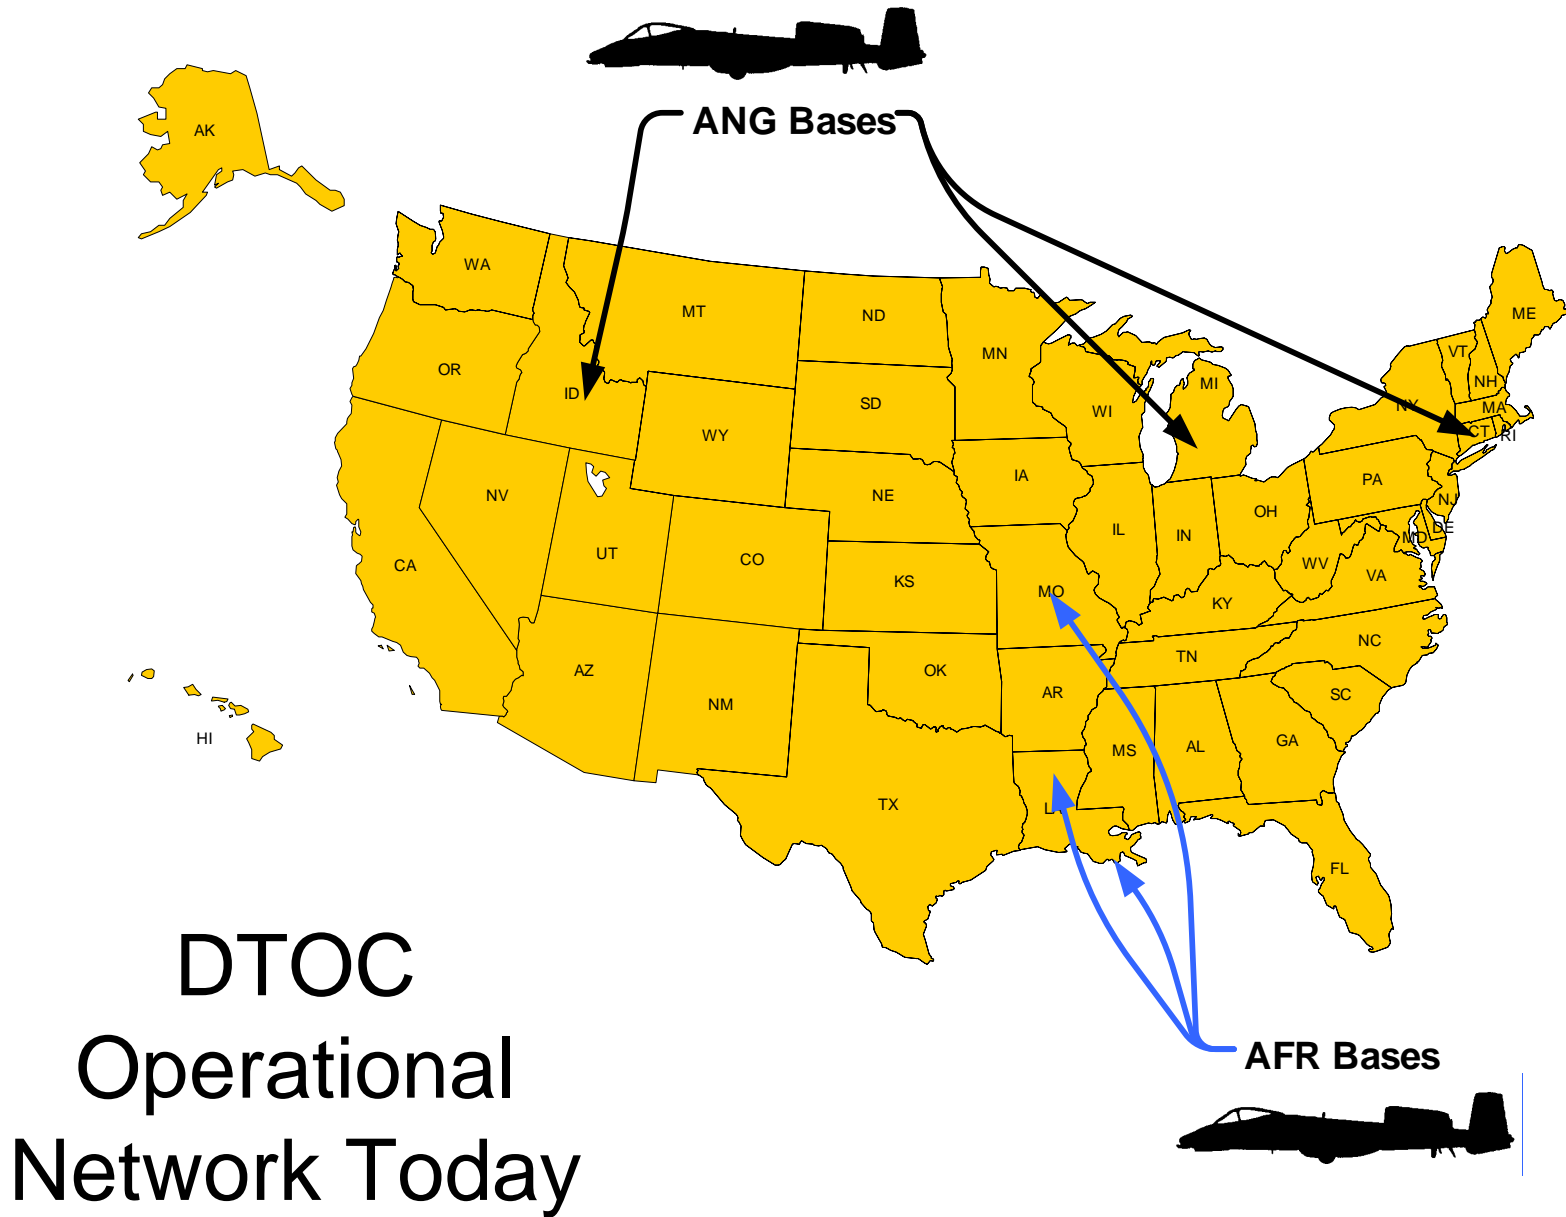 ANG Bases
AK
WA
MT
ND
MN
ME
VT
NH
OR
ID
SD
WI
MI
NY
MA
CT
RI
WY
IA
NE
PA
NJ
NV
IL
IN
OH
DE
MD
UT
CO
CA
KS
MO
WV
VA
KY
NC
TN
AZ
OK
AR
NM
SC
HI
MS
AL
GA
TX
LA
FL
DTOC
Operational
Network Today
AFR Bases